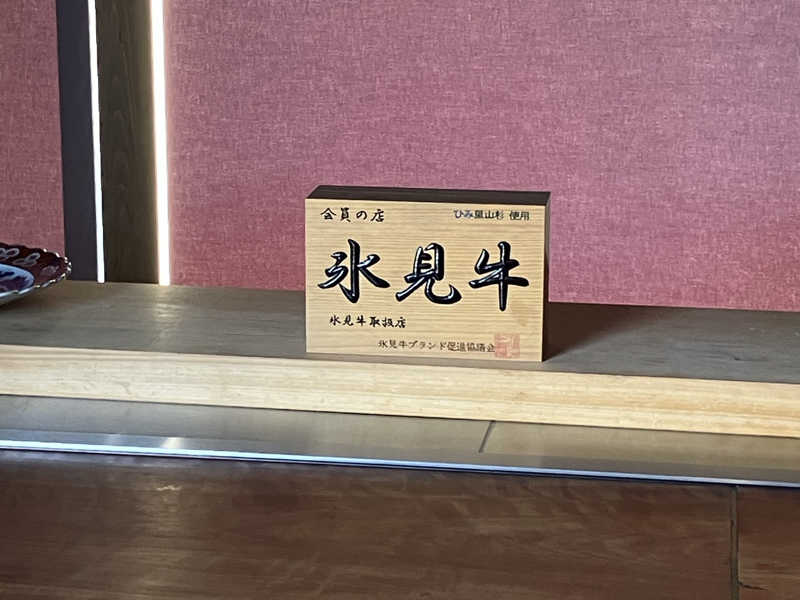 会員の店
ひみ里山杉 使用
氷見牛
氷見牛取扱店
氷見牛ブランド促進協議会